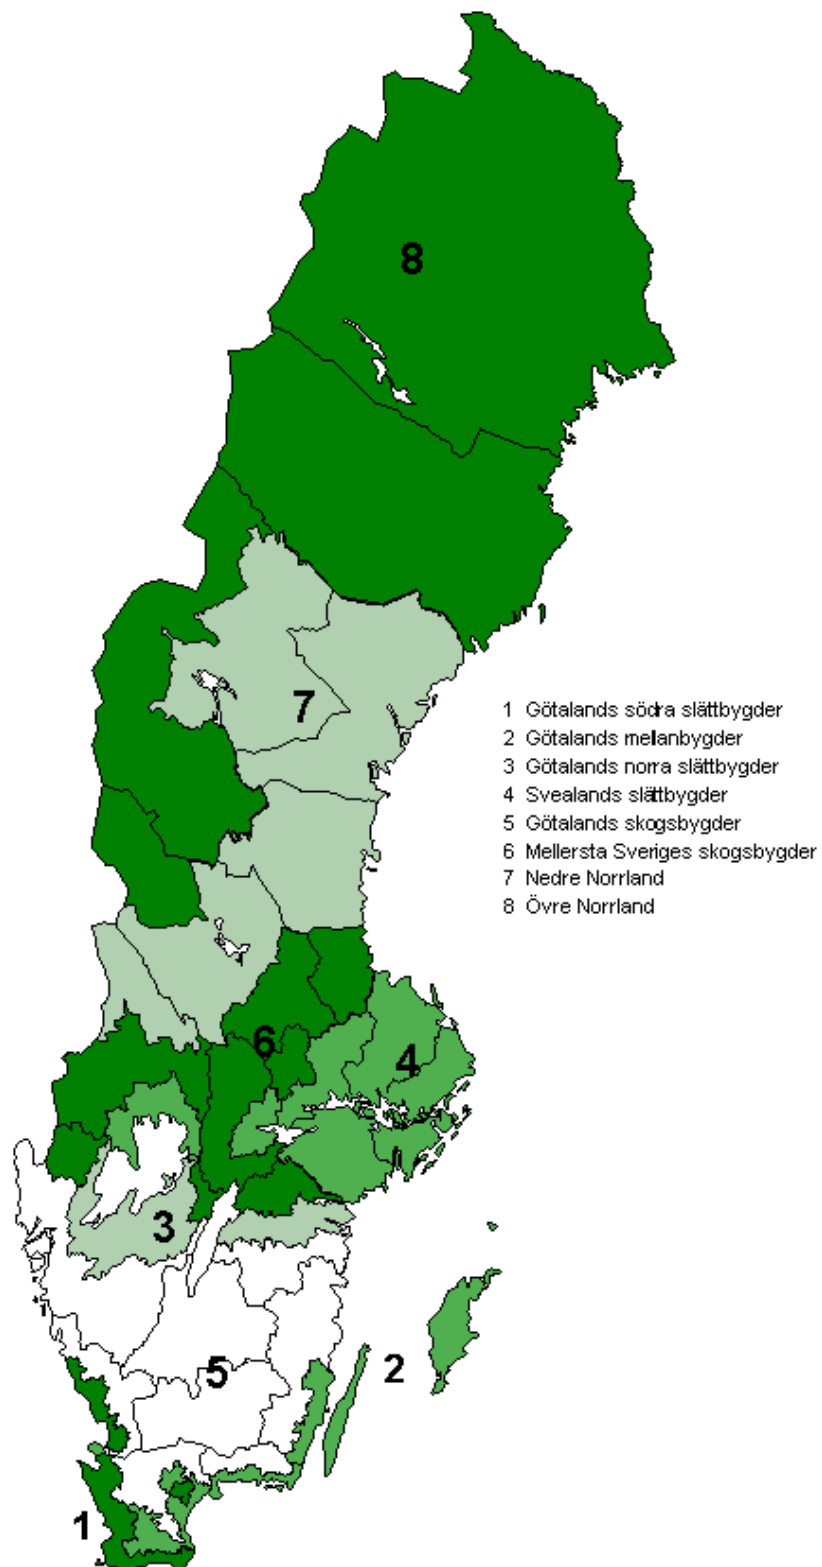 8
7
1 Götalands södra slättbygder
2 Götalands mellanbygder
3 Götalands norra slättbygder
4 Svealands slättbygder
5 Götalands skogsbygder
6 Mellersta Sveriges skogsbygder
7 Nedre Norrland
8 Övre Norrland
6
4
3
5
2
1